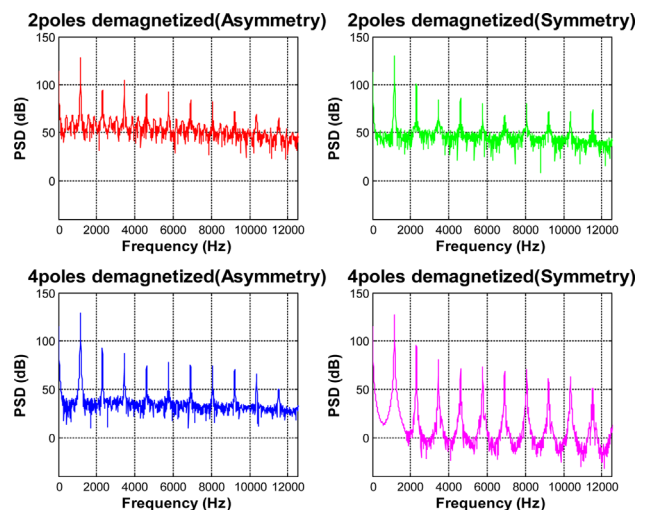 2poles demagnetized(Asymmetry)
150
100
50
0
PSD (dB)
0 2000 4000 6000 8000 10000 12000
Frequency (Hz)
2poles demagnetized(Symmetry)
150
100
50
0
PSD (dB)
0 2000 4000 6000 8000 10000 12000
Frequency (Hz)
4poles demagnetized(Asymmetry)
150
100
50
0
PSD (dB)
0 2000 4000 6000 8000 10000 12000
Frequency (Hz)
4poles demagnetized(Symmetry)
150
100
50
0
PSD (dB)
0 2000 4000 6000 8000 10000 12000
Frequency (Hz)